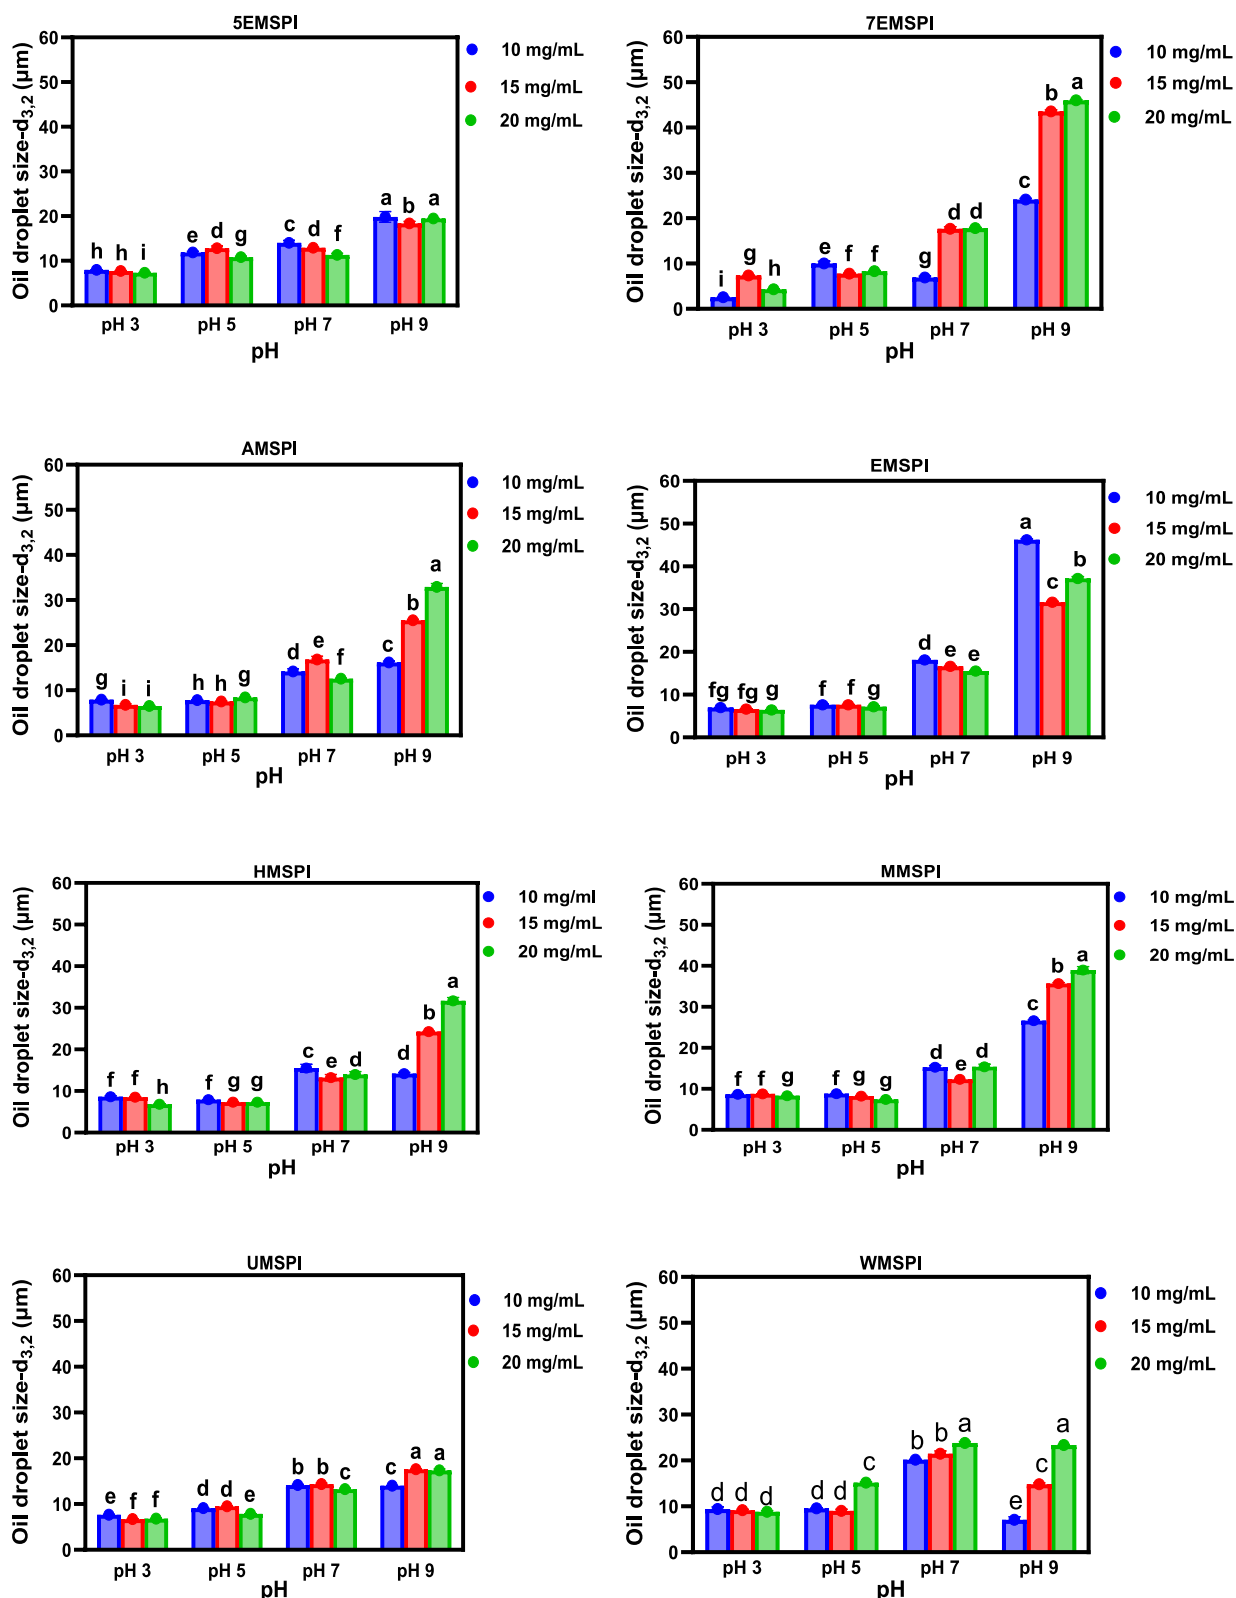 5EMSPI
Oil droplet size-d3,2 (µm)
60
50
40
30
20
10
0
h h i
e d g
c d f
a b a
pH 3 pH 5 pH 7 pH 9
pH
10 mg/mL
15 mg/mL
20 mg/mL
7EMSPI
Oil droplet size-d3,2 (µm)
60
50
40
30
20
10
0
i g h
e f f
g d d
c b a
pH 3 pH 5 pH 7 pH 9
pH
10 mg/mL
15 mg/mL
20 mg/mL
AMSPI
Oil droplet size-d3,2 (µm)
60
50
40
30
20
10
0
g i i
h h g
d e f
c b a
pH 3 pH 5 pH 7 pH 9
pH
10 mg/mL
15 mg/mL
20 mg/mL
EMSPI
Oil droplet size-d3,2 (µm)
60
50
40
30
20
10
0
fg fg g
f f g
d e e
a c b
pH 3 pH 5 pH 7 pH 9
pH
10 mg/mL
15 mg/mL
20 mg/mL
HMSPI
Oil droplet size-d3,2 (µm)
60
50
40
30
20
10
0
f f h
f g g
c e d
d b a
pH 3 pH 5 pH 7 pH 9
pH
10 mg/ml
15 mg/mL
20 mg/mL
MMSPI
Oil droplet size-d3,2 (µm)
60
50
40
30
20
10
0
f f g
f g g
d e d
c b a
pH 3 pH 5 pH 7 pH 9
pH
10 mg/mL
15 mg/mL
20 mg/mL
UMSPI
Oil droplet size-d3,2 (µm)
60
50
40
30
20
10
0
e f f
d d e
b b c
c a a
pH 3 pH 5 pH 7 pH 9
pH
10 mg/mL
15 mg/mL
20 mg/mL
WMSPI
Oil droplet size-d3,2 (µm)
60
50
40
30
20
10
0
d d d
d d c
b b a
e c a
pH 3 pH 5 pH 7 pH 9
pH
10 mg/mL
15 mg/mL
20 mg/mL